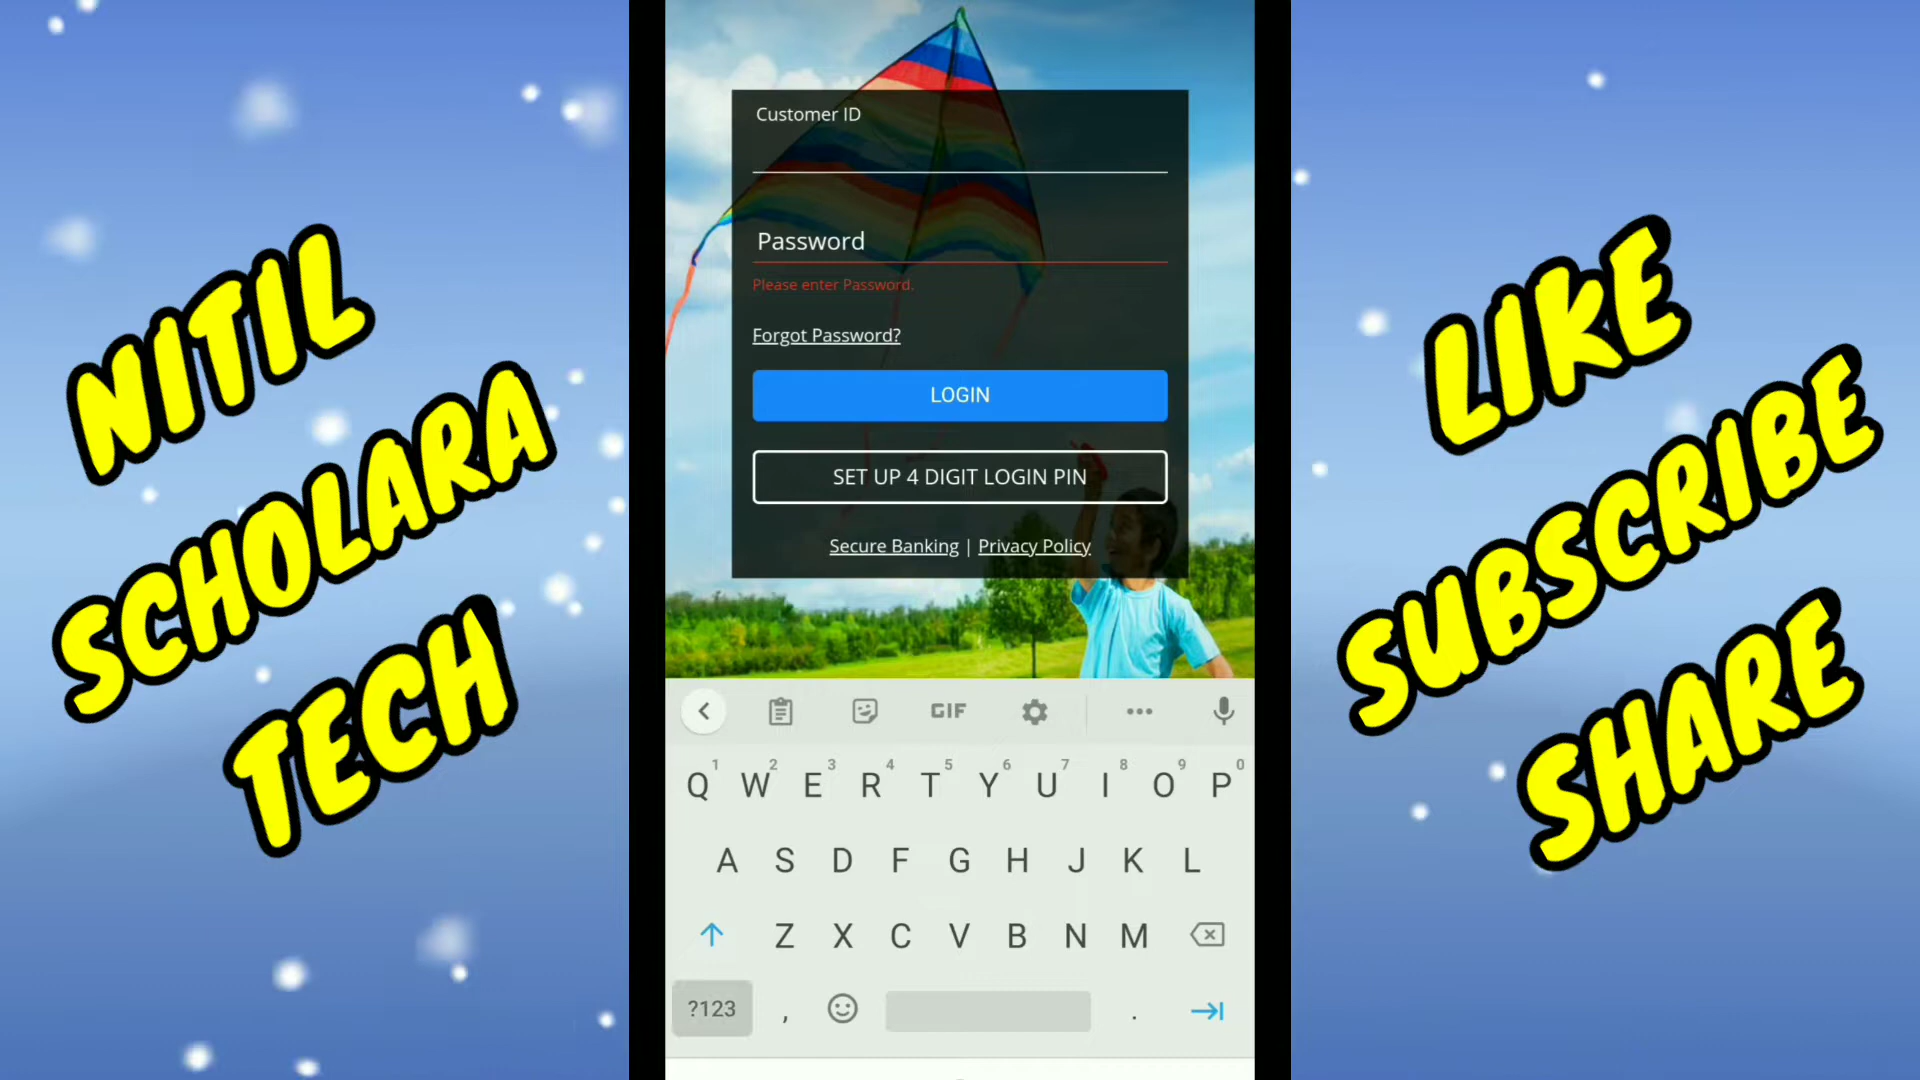 NITIL
SCHOLARA
TECH
Customer ID
Password
Please enter Password.
Forgot Password?
LOGIN
SET UP 4 DIGIT LOGIN PIN
Secure Banking | Privacy Policy
GIF
1 2 3 4 5 6 7 8 9 0
Q W E R T Y U I O P
A S D F G H J K L
Z X C V B N M
?123 , .
LIKE
SUBSCRIBE
SHARE